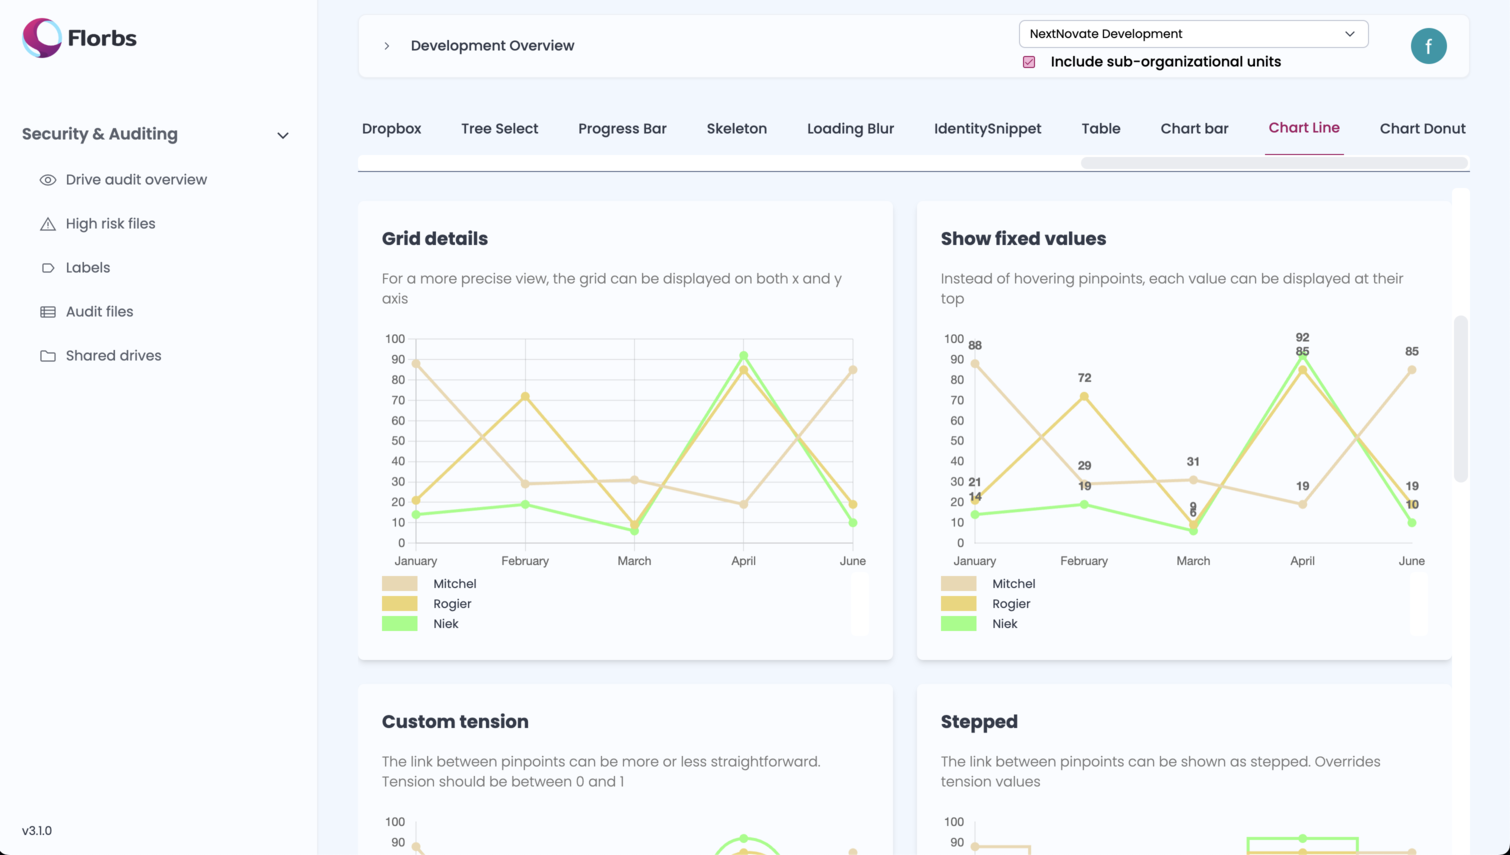 Florbs
Security & Auditing
Drive audit overview
High risk files
Labels
Audit files
Shared drives
v3.1.0
Development Overview
NextNovate Development
Include sub-organizational units
f
Dropbox Tree Select Progress Bar Skeleton Loading Blur IdentitySnippet Table Chart bar Chart Line Chart Donut
Grid details
For a more precise view, the grid can be displayed on both x and y
axis
100
90
80
70
60
50
40
30
20
10
0
January February March April June
Mitchel
Rogier
Niek
Show fixed values
Instead of hovering pinpoints, each value can be displayed at their
top
100
90
80
70
60
50
40
30
20
10
0
88
21
14
72
29
19
31
9
6
92
85
19
85
19
10
January February March April June
Mitchel
Rogier
Niek
Custom tension
The link between pinpoints can be more or less straightforward.
Tension should be between 0 and 1
100
90
Stepped
The link between pinpoints can be shown as stepped. Overrides
tension values
100
90